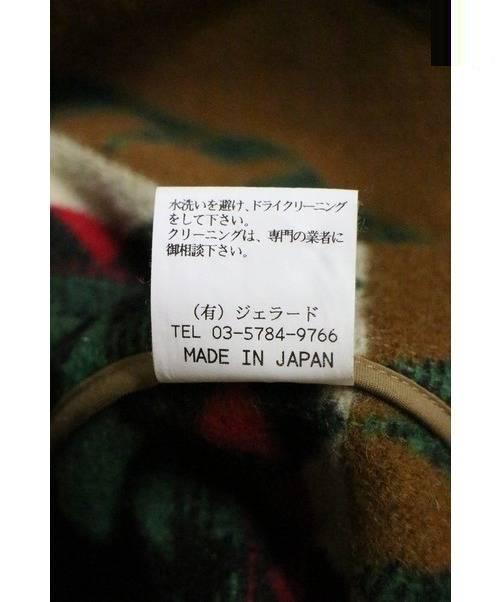 水洗いを避け、ドライクリーニング
をして下さい。
クリーニングは、専門の業者に
御相談下さい。
（有）ジェラード
TEL 03-5784-9766
MADE IN JAPAN